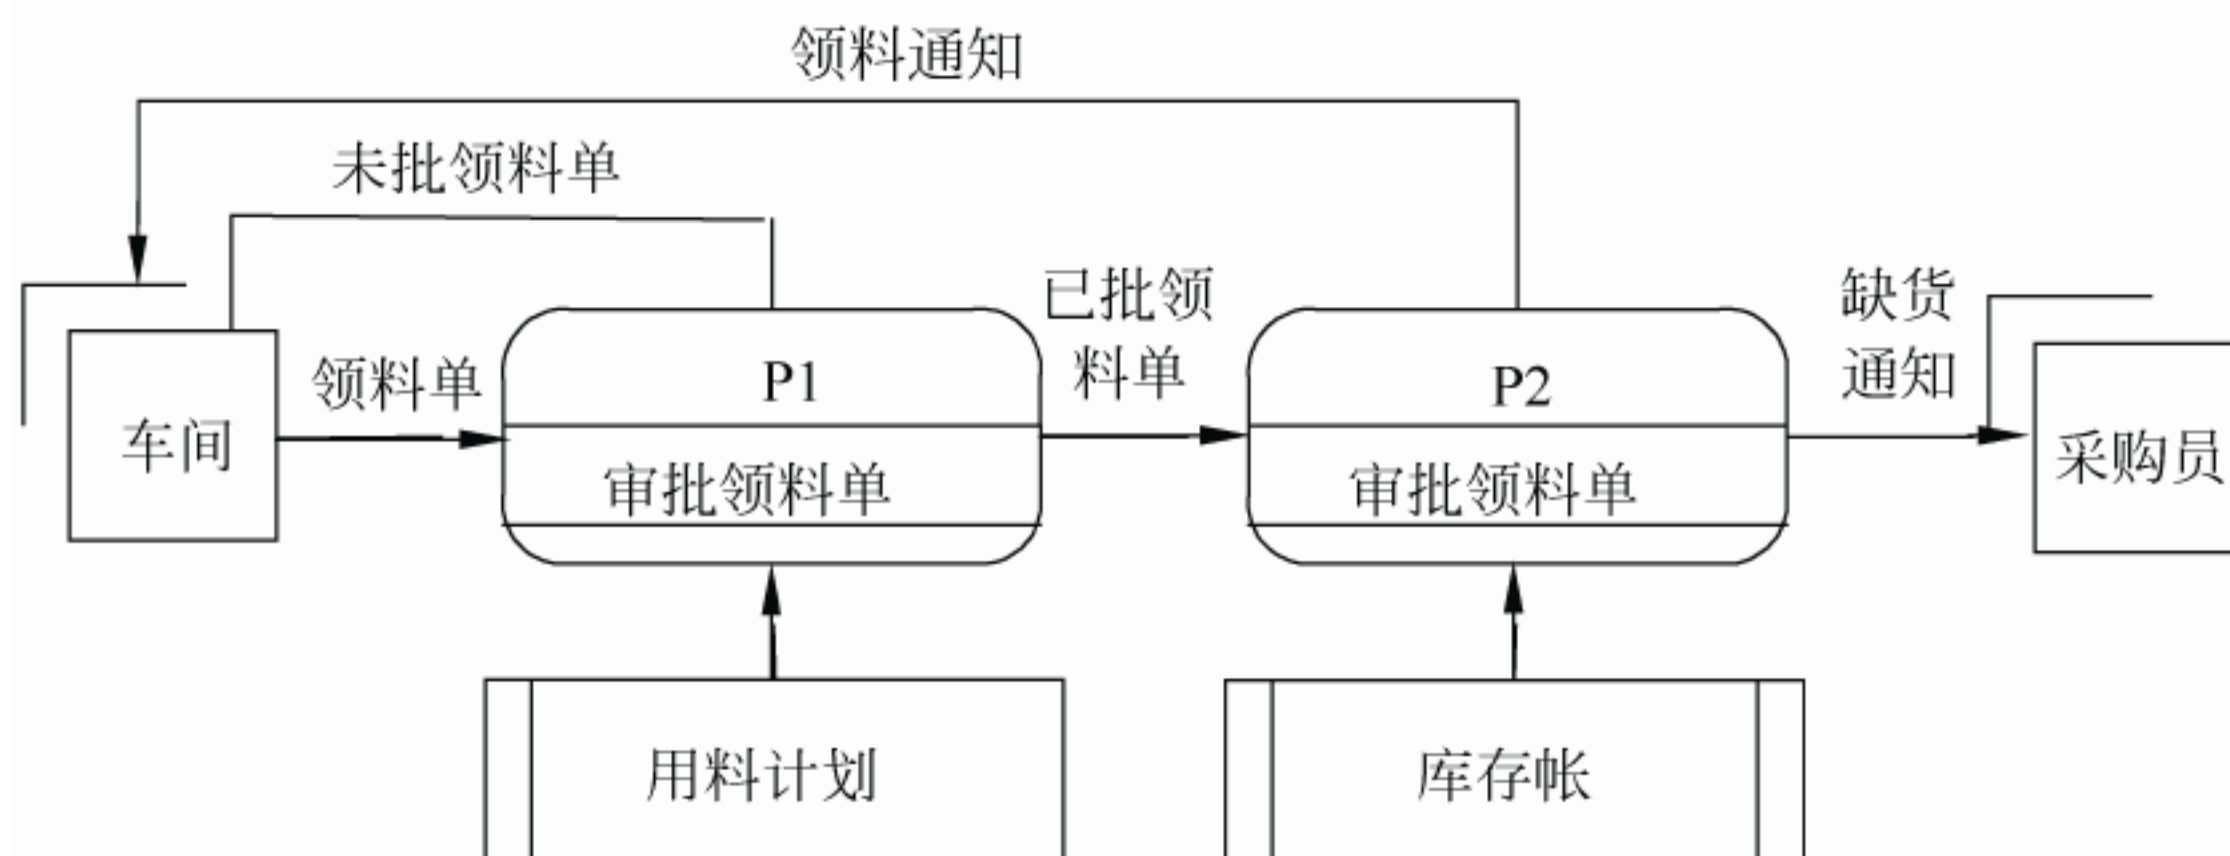 领料通知
未批领料单
已批领
料单
缺货
通知
领料单
P1
P2
车间
审批领料单
审批领料单
采购员
用料计划
库存帐